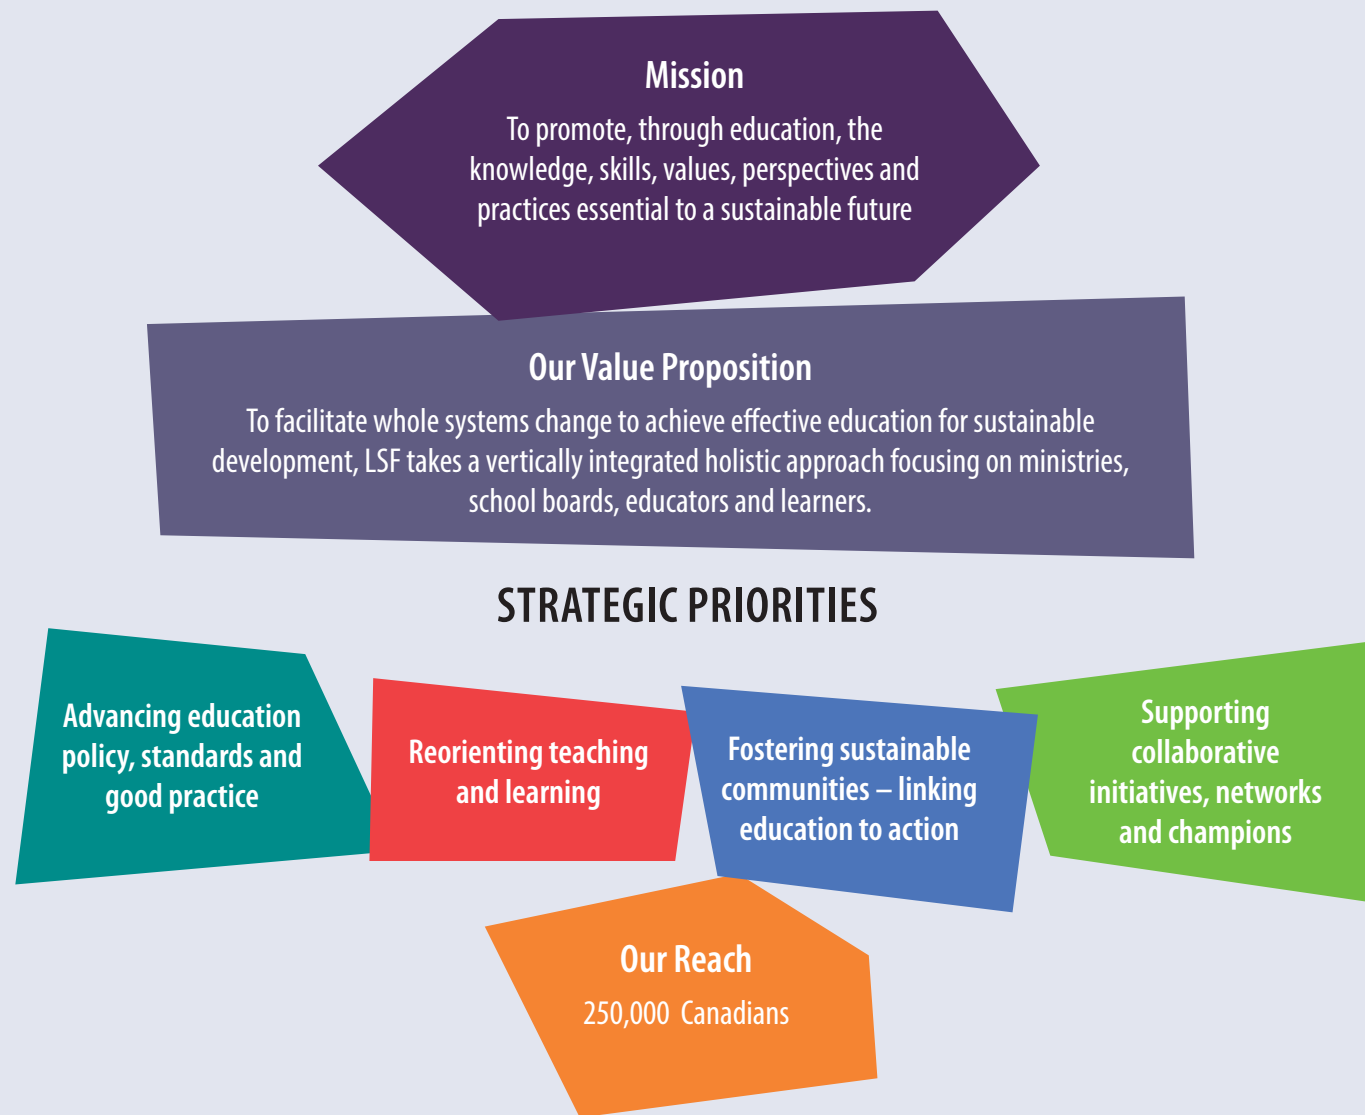 Mission
To promote, through education, the
knowledge, skills, values, perspectives and
practices essential to a sustainable future
Our Value Proposition
To facilitate whole systems change to achieve effective education for sustainable
development, LSF takes a vertically integrated holistic approach focusing on ministries,
school boards, educators and learners.
STRATEGIC PRIORITIES
Advancing education
policy, standards and
good practice
Reorienting teaching
and learning
Fostering sustainable
communities – linking
education to action
Supporting
collaborative
initiatives, networks
and champions
Our Reach
250,000 Canadians